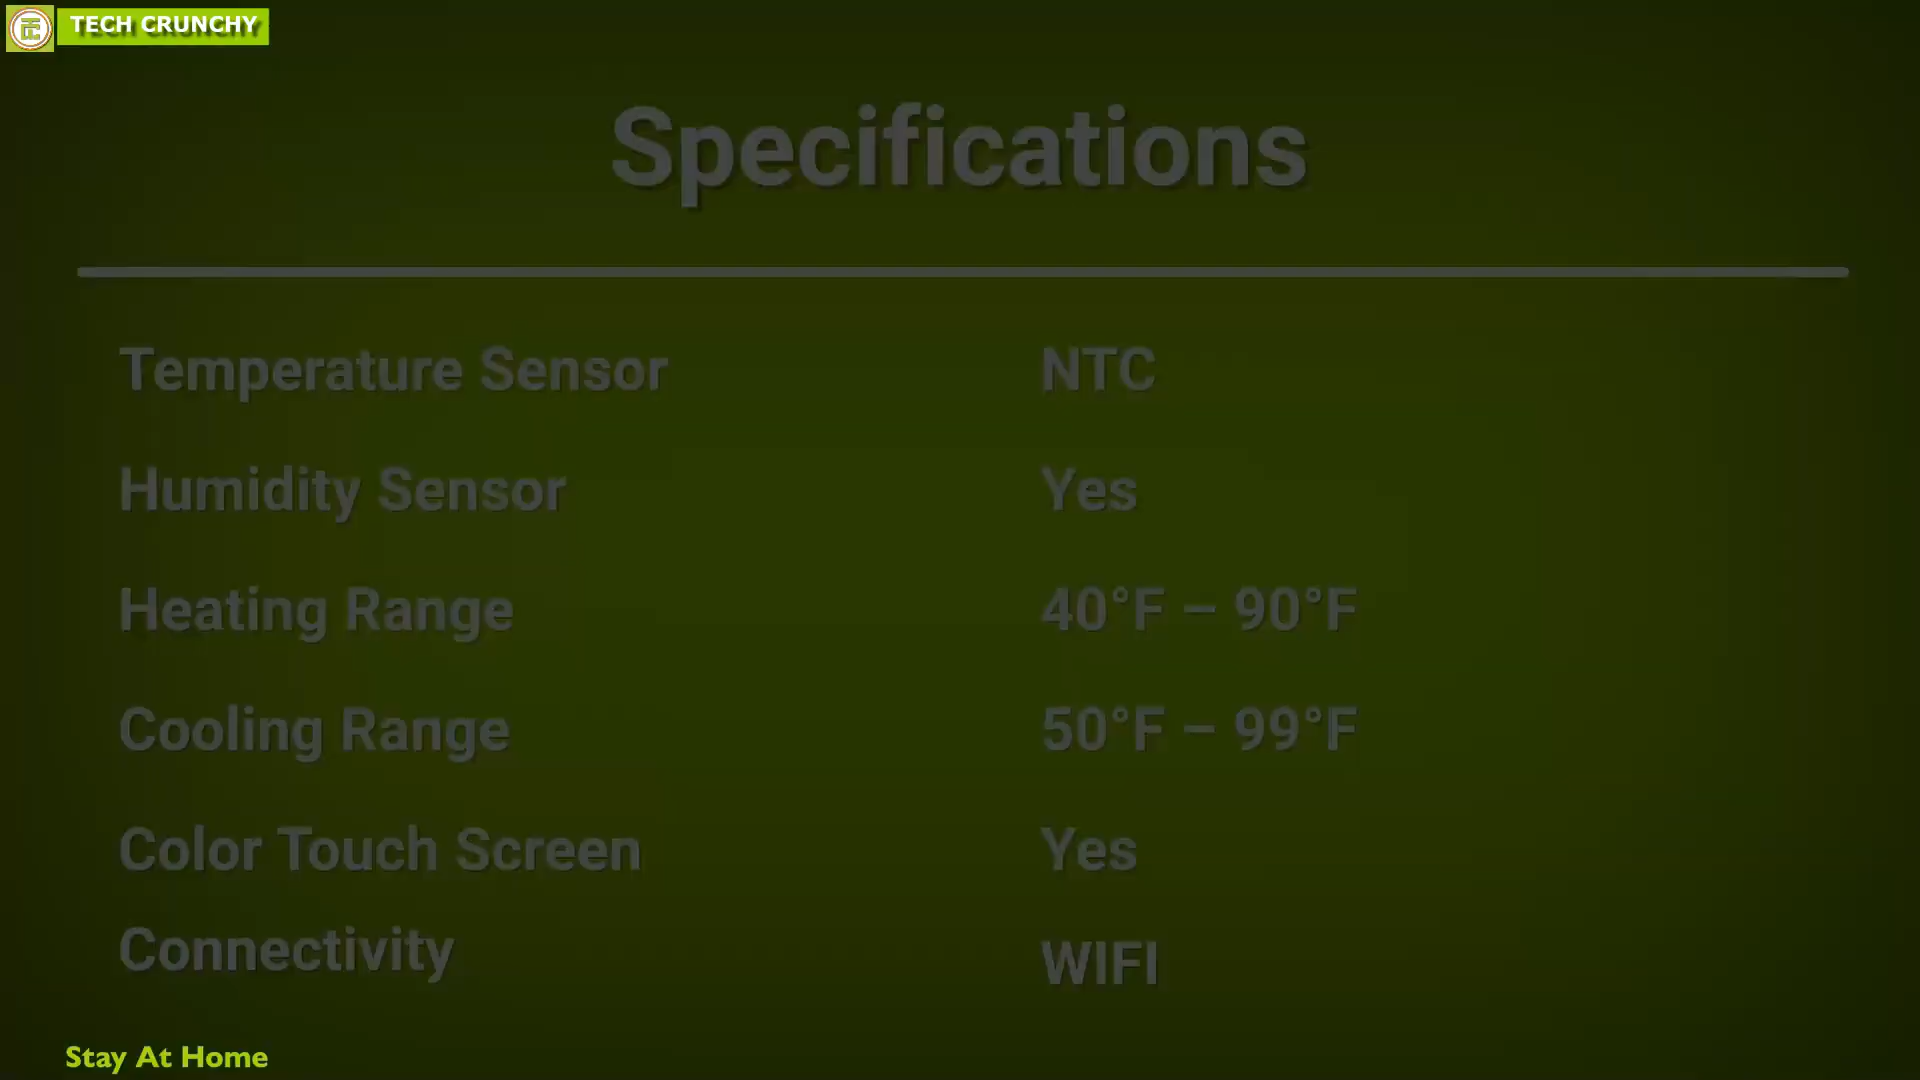 TECH CRUNCHY
Specifications
Temperature Sensor NTC
Humidity Sensor Yes
Heating Range 40°F – 90°F
Cooling Range 50°F – 99°F
Color Touch Screen Yes
Connectivity WIFI
Stay At Home